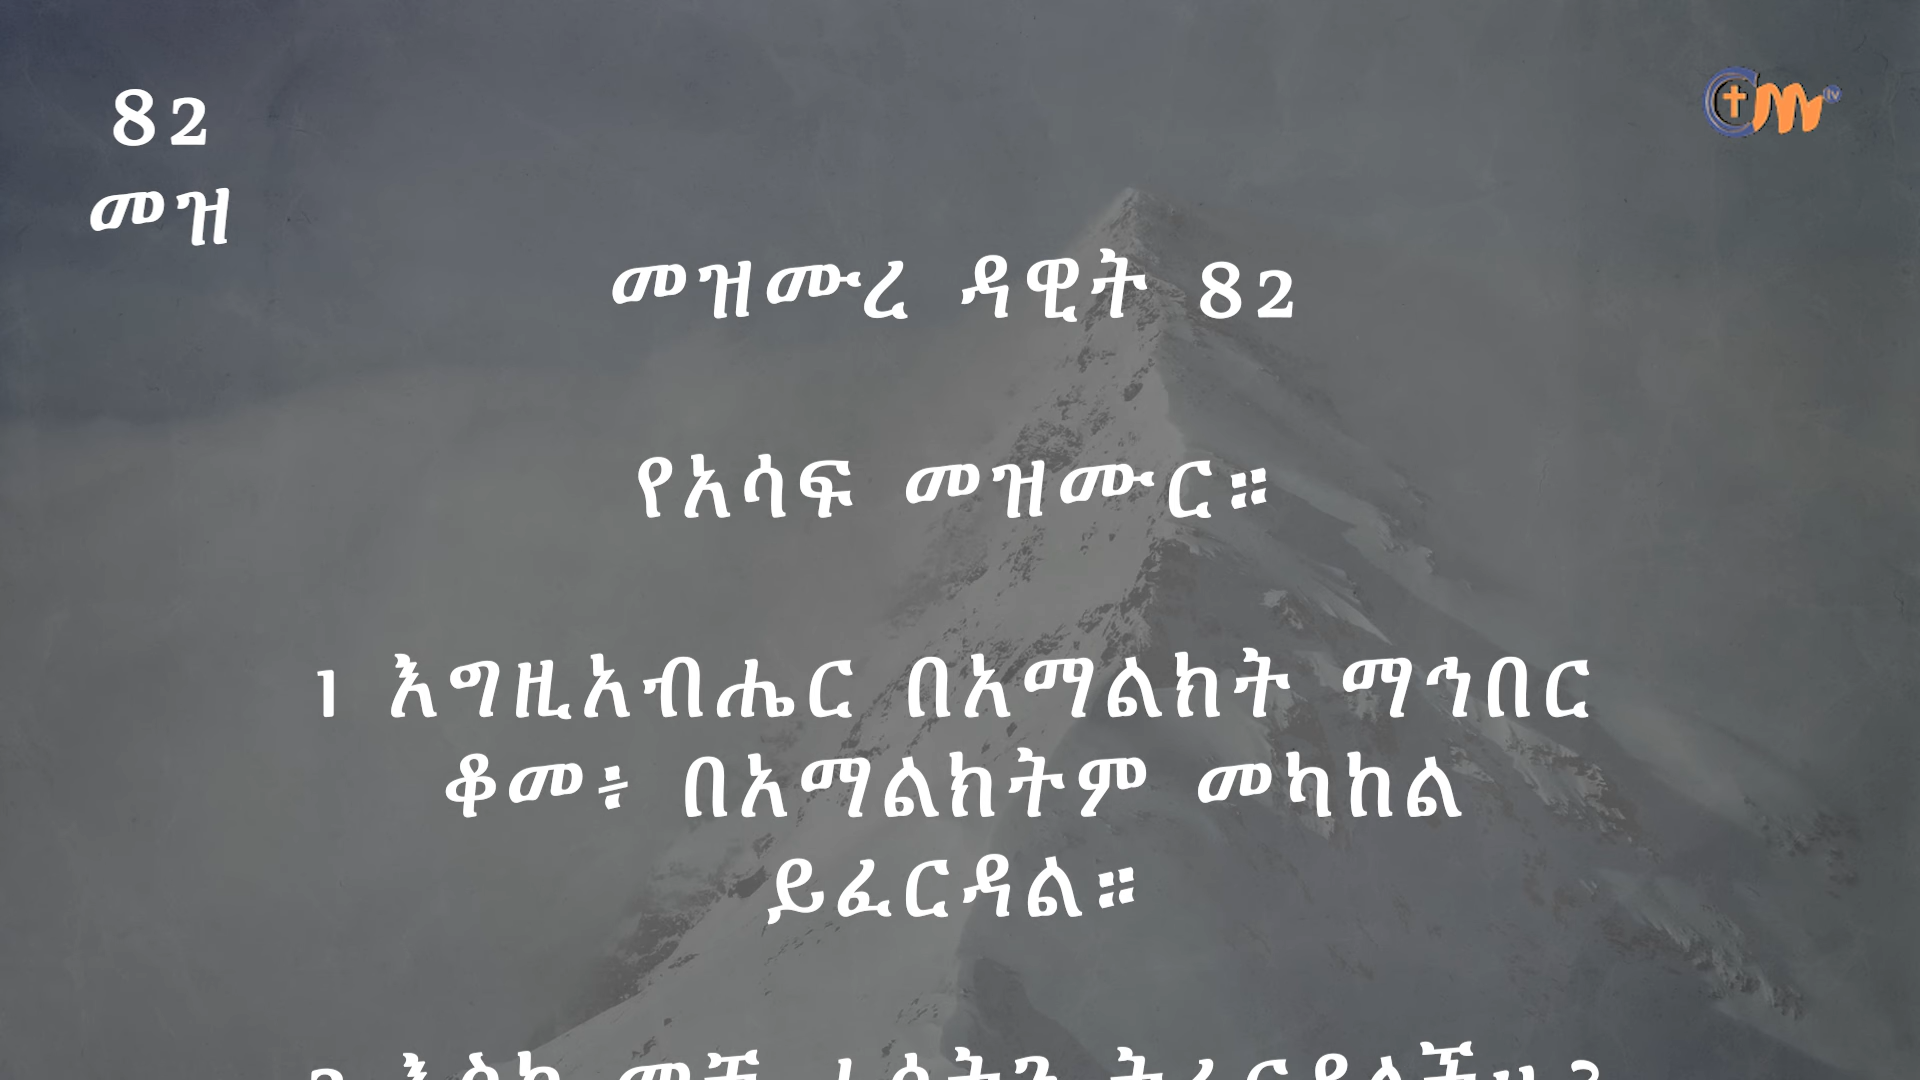 82
መዝ
መዝሙረ ዳዊት 82
የአሳፍ መዝሙር።
1 እግዚአብሔር በአማልክት ማኅበር
ቆመ፥ በአማልክትም መካከል
ይፈርዳል።